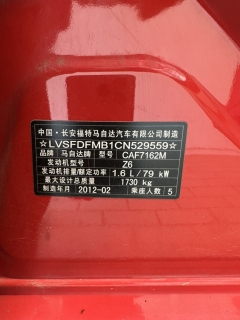 中国·长安福特马自达汽车有限公司制造
☆LVSFDFMB1CN529559☆
马自达牌 型号 CAF7162M
发动机型号 Z6
发动机排量/额定功率 1.6 L/79 kW
最大设计总质量 1730 kg
制造年月 2012-02 乘座人数 5